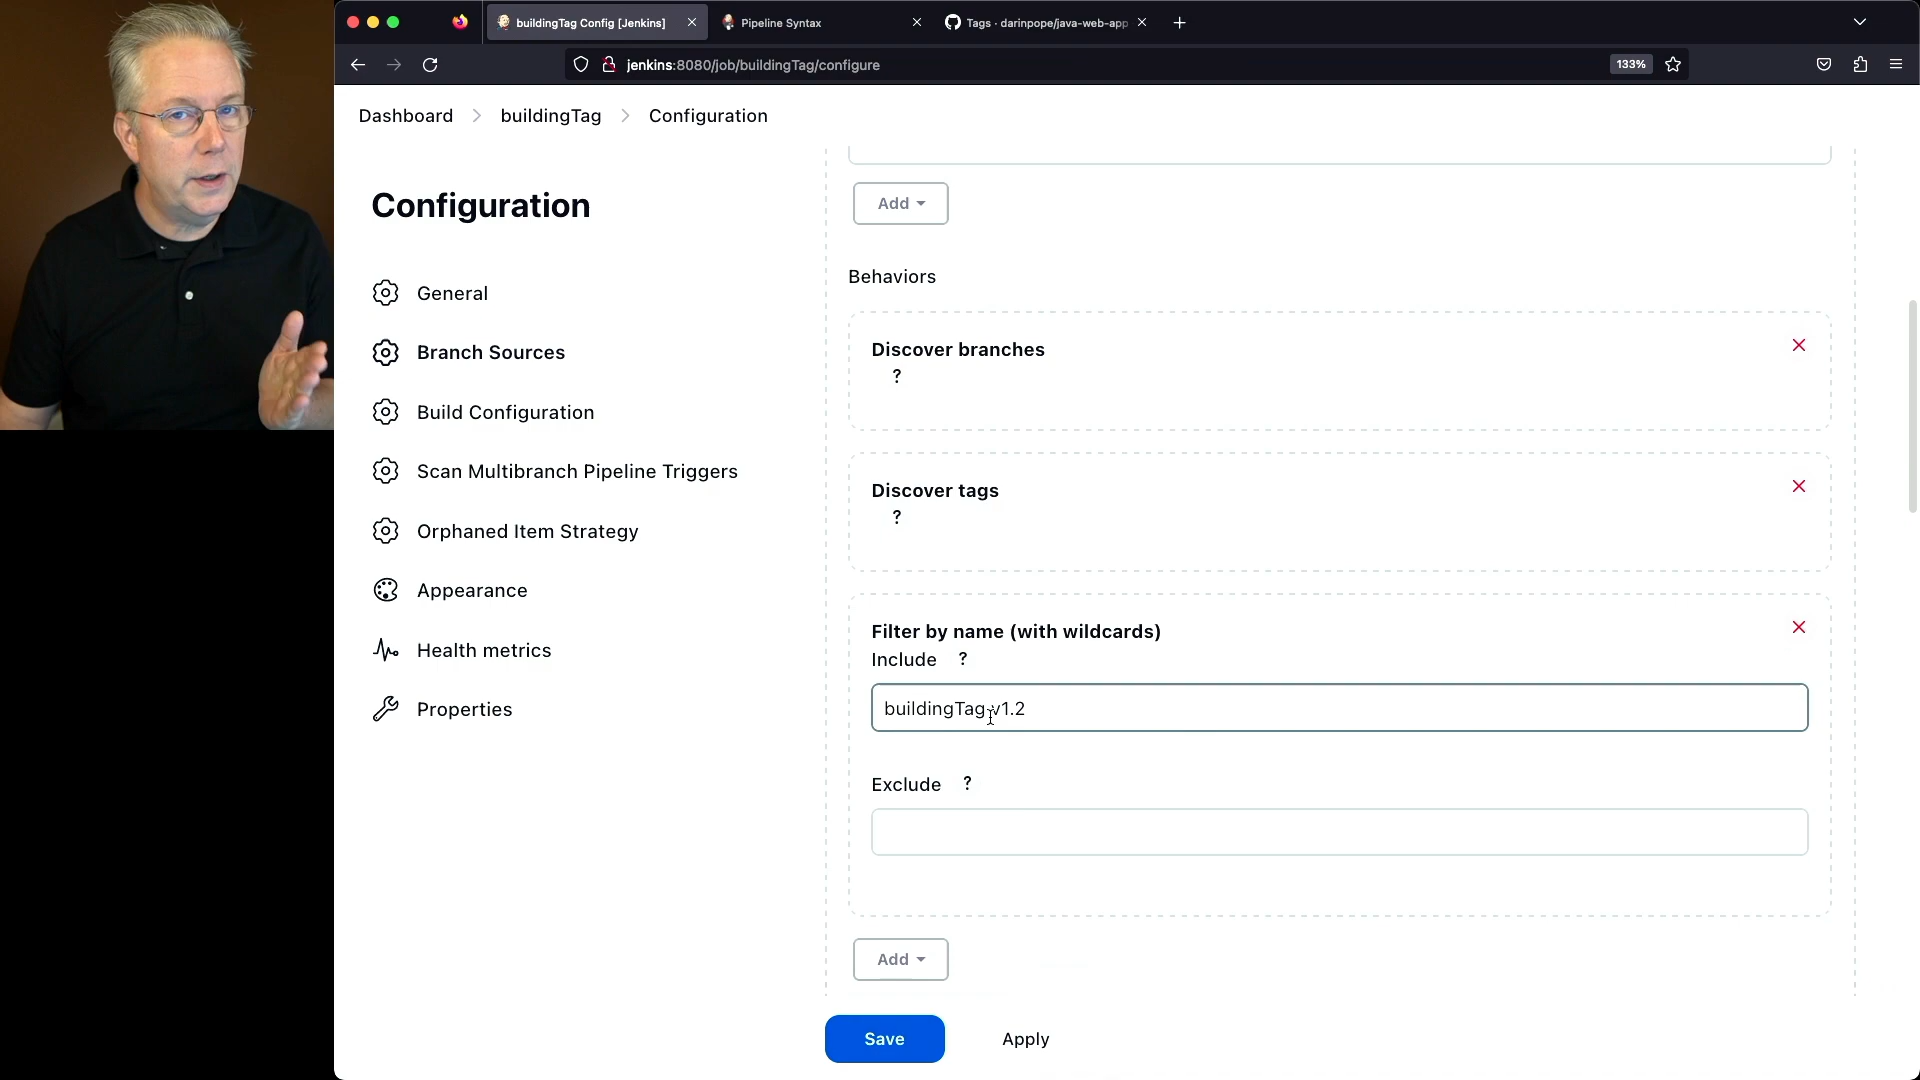 buildingTag Config [Jenkins]
Pipeline Syntax
Tags · darinpope/java-web-app
jenkins:8080/job/buildingTag/configure
133%
Dashboard > buildingTag > Configuration
Configuration
General
Branch Sources
Build Configuration
Scan Multibranch Pipeline Triggers
Orphaned Item Strategy
Appearance
Health metrics
Properties
Add
Behaviors
Discover branches
?
Discover tags
?
Filter by name (with wildcards)
Include ?
buildingTag v1.2
Exclude ?
Add
Save
Apply